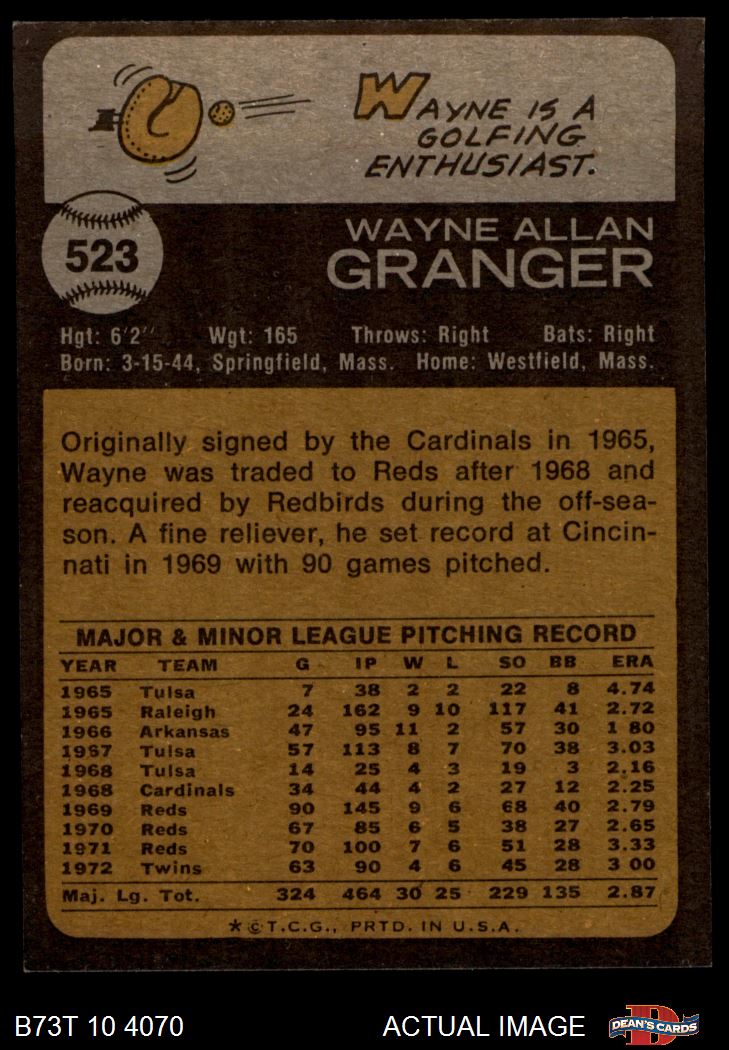 WAYNE IS A
GOLFING
ENTHUSIAST.
523
WAYNE ALLAN
GRANGER
Hgt: 6'2" Wgt: 165 Throws: Right Bats: Right
Born: 3-15-44, Springfield, Mass. Home: Westfield, Mass.
Originally signed by the Cardinals in 1965,
Wayne was traded to Reds after 1968 and
reacquired by Redbirds during the off-sea-
son. A fine reliever, he set record at Cincin-
nati in 1969 with 90 games pitched.
MAJOR & MINOR LEAGUE PITCHING RECORD
YEAR TEAM G IP W L SO BB ERA
1965 Tulsa 7 38 2 2 22 8 4.74
1965 Raleigh 24 162 9 10 117 41 2.72
1966 Arkansas 47 95 11 2 57 30 1 80
1967 Tulsa 57 113 8 7 70 38 3.03
1968 Tulsa 14 25 4 3 19 3 2.16
1968 Cardinals 34 44 4 2 27 12 2.25
1969 Reds 90 145 9 6 68 40 2.79
1970 Reds 67 85 6 5 38 27 2.65
1971 Reds 70 100 7 6 51 28 3.33
1972 Twins 63 90 4 6 45 28 3 00
Maj. Lg. Tot. 324 464 30 25 229 135 2.87
*©T.C.G., PRTD. IN U.S.A.
B73T 10 4070 ACTUAL IMAGE DEAN'S CARDS